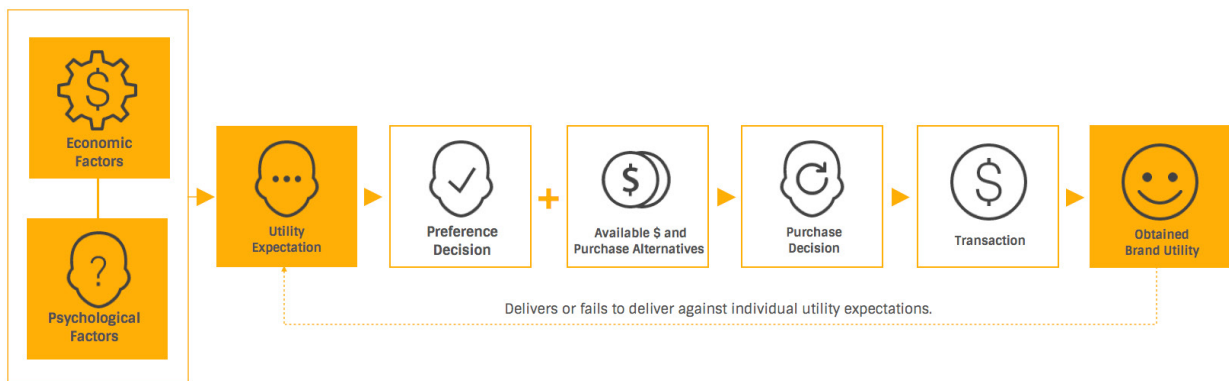 $
Economic
Factors
?
Psychological
Factors
Utility
Expectation
Preference
Decision
+
$
Available $ and
Purchase Alternatives
Purchase
Decision
$
Transaction
Obtained
Brand Utility
Delivers or fails to deliver against individual utility expectations.